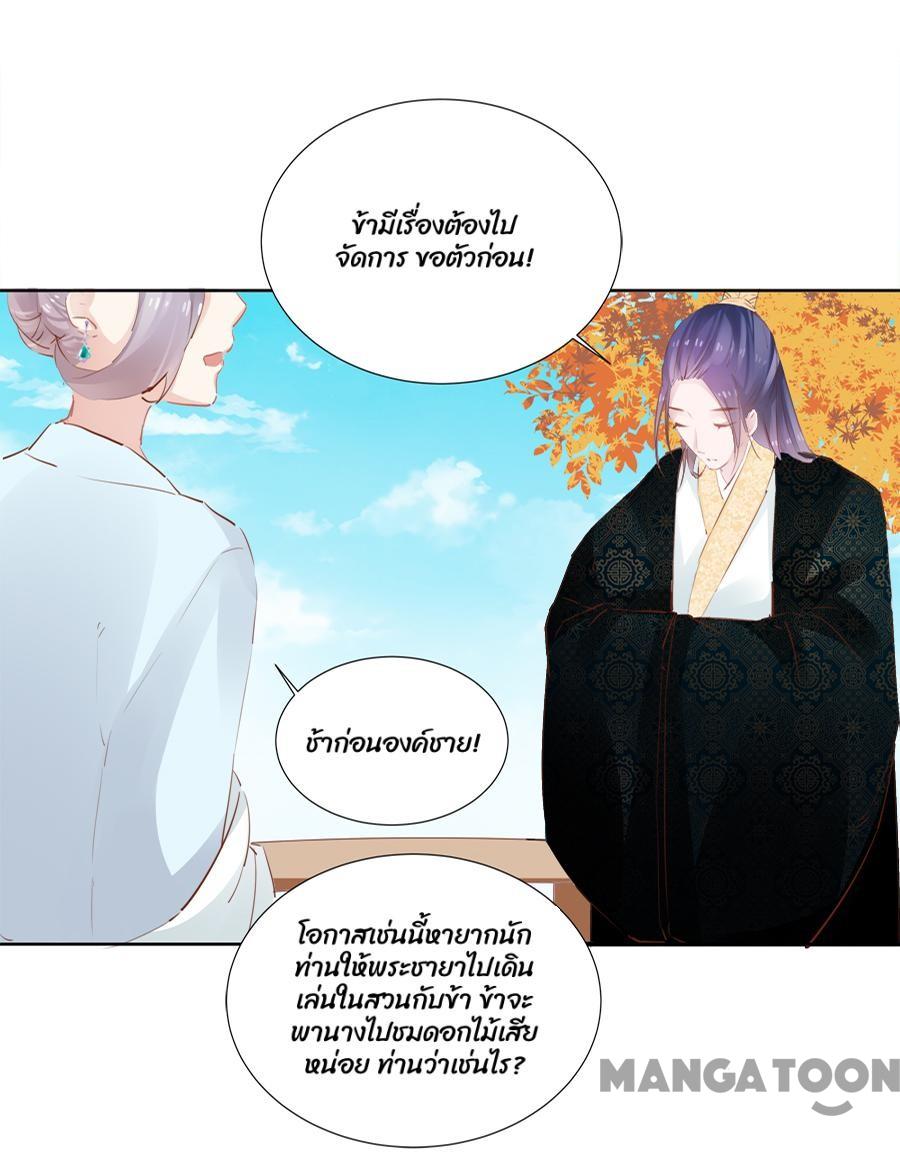 ข้ามีเรื่องต้องไป
จัดการ ขอตัวก่อน!
ช้าก่อนองค์ชาย!
โอกาสเช่นนี้หายากนัก
ท่านให้พระชายาไปเดิน
เล่นในสวนกับข้า ข้าจะ
พานางไปชมดอกไม้เสีย
หน่อย ท่านว่าเช่นไร?
MANGATOON